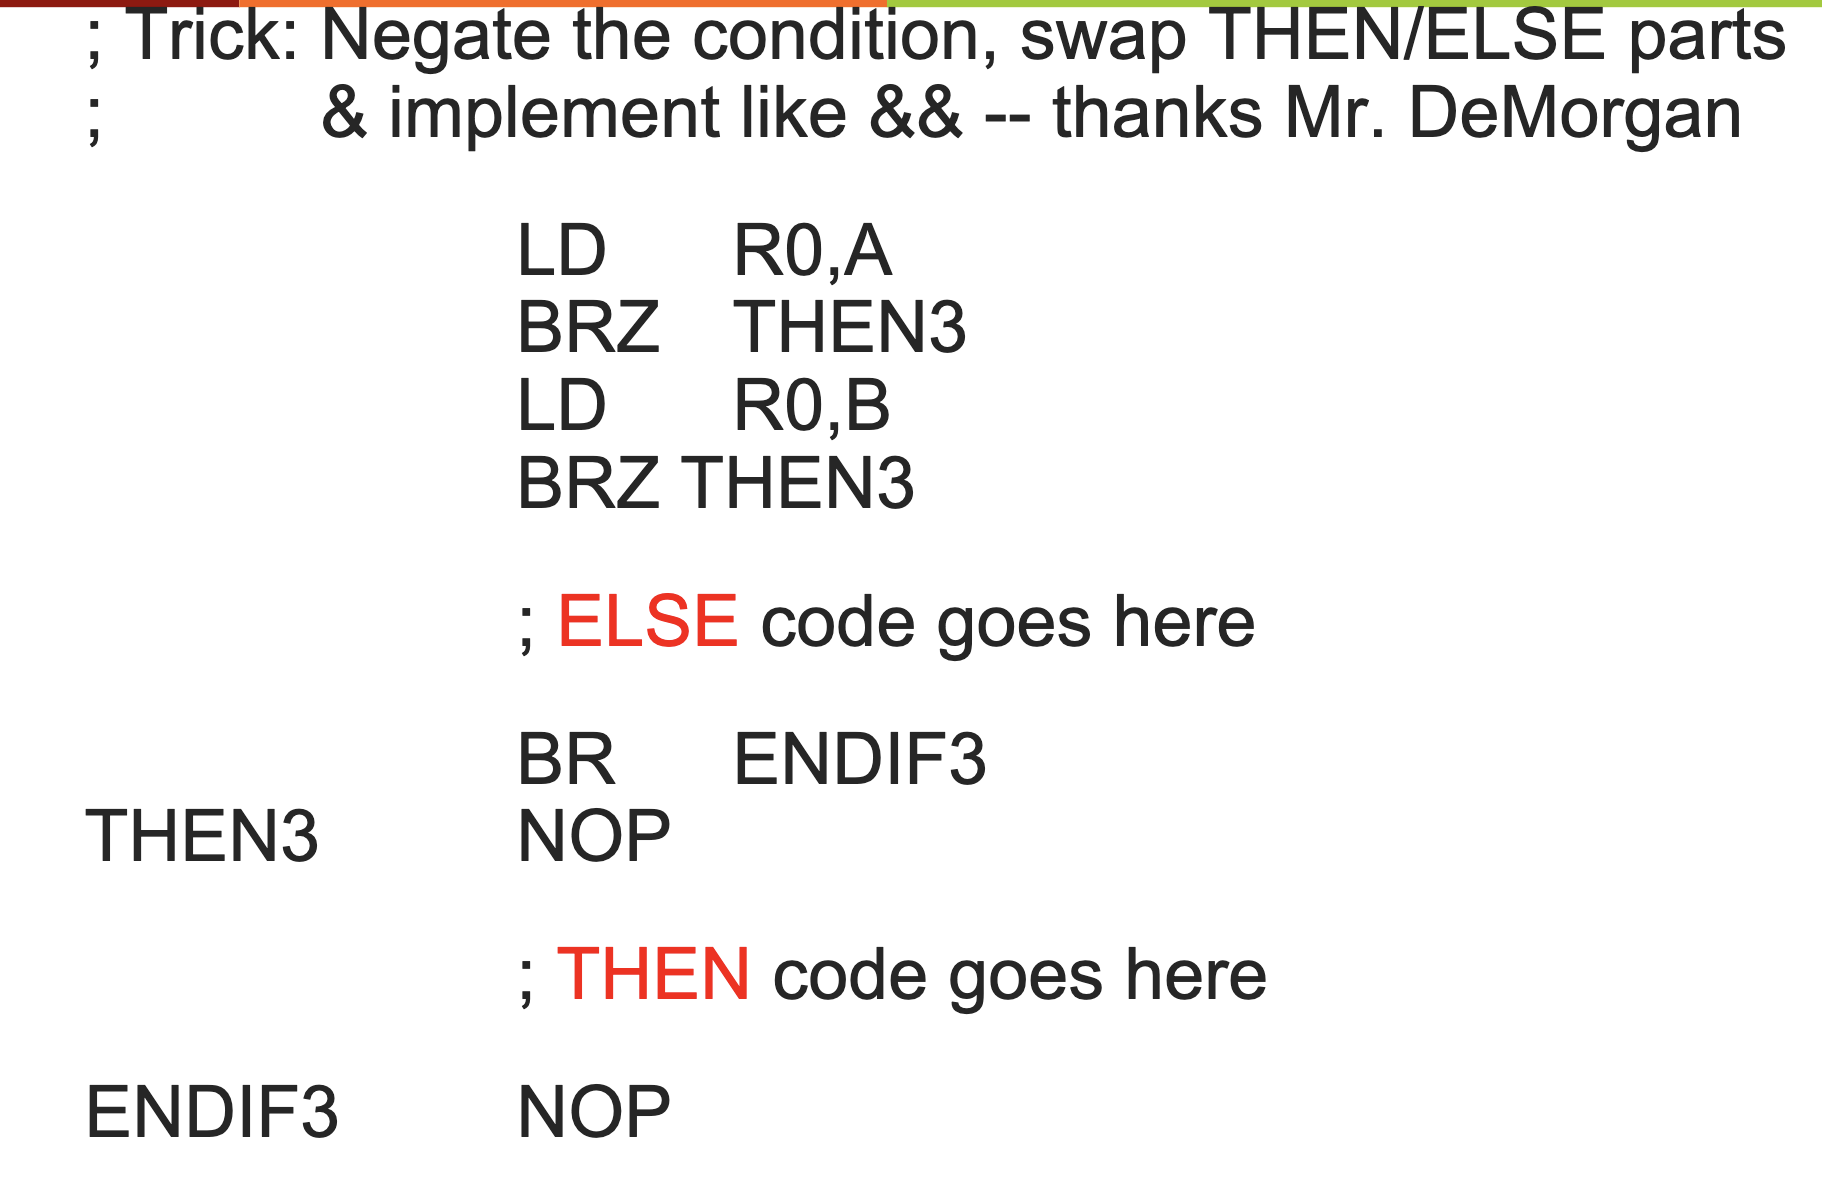 ; Trick: Negate the condition, swap THEN/ELSE parts
; & implement like && -- thanks Mr. DeMorgan
LD R0,A
BRZ THEN3
LD R0,B
BRZ THEN3
; ELSE code goes here
BR ENDIF3
THEN3 NOP
; THEN code goes here
ENDIF3 NOP